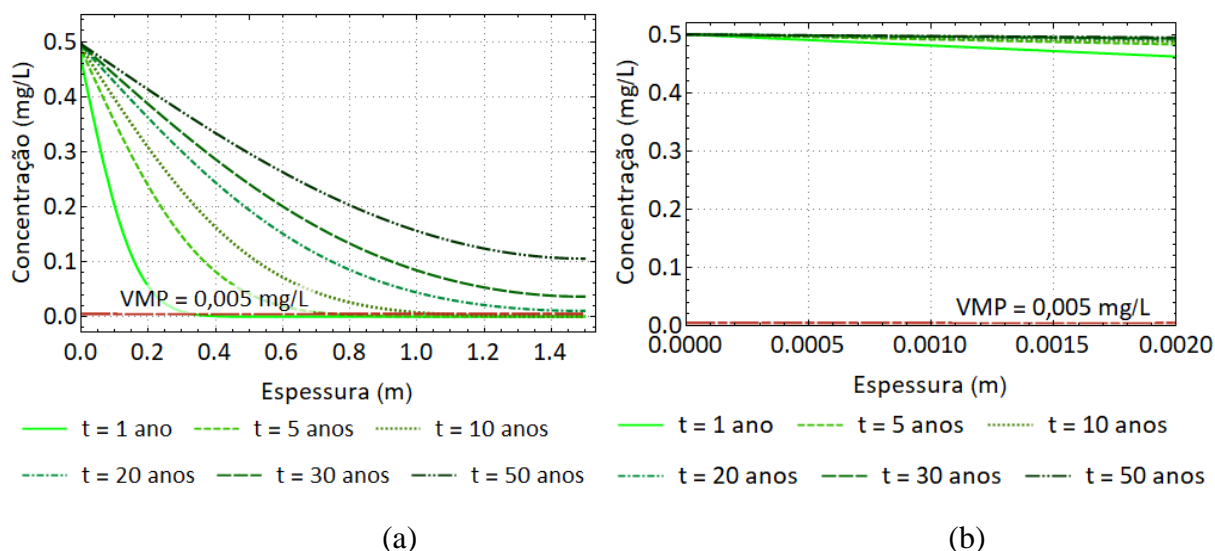 Concentração (mg/L)
0.5
0.4
0.3
0.2
0.1
0.0
VMP = 0,005 mg/L
0.0 0.2 0.4 0.6 0.8 1.0 1.2 1.4
Espessura (m)
t = 1 ano t = 5 anos t = 10 anos
t = 20 anos t = 30 anos t = 50 anos
(a)
Concentração (mg/L)
0.5
0.4
0.3
0.2
0.1
0.0
VMP = 0,005 mg/L
0.0000 0.0005 0.0010 0.0015 0.0020
Espessura (m)
t = 1 ano t = 5 anos t = 10 anos
t = 20 anos t = 30 anos t = 50 anos
(b)